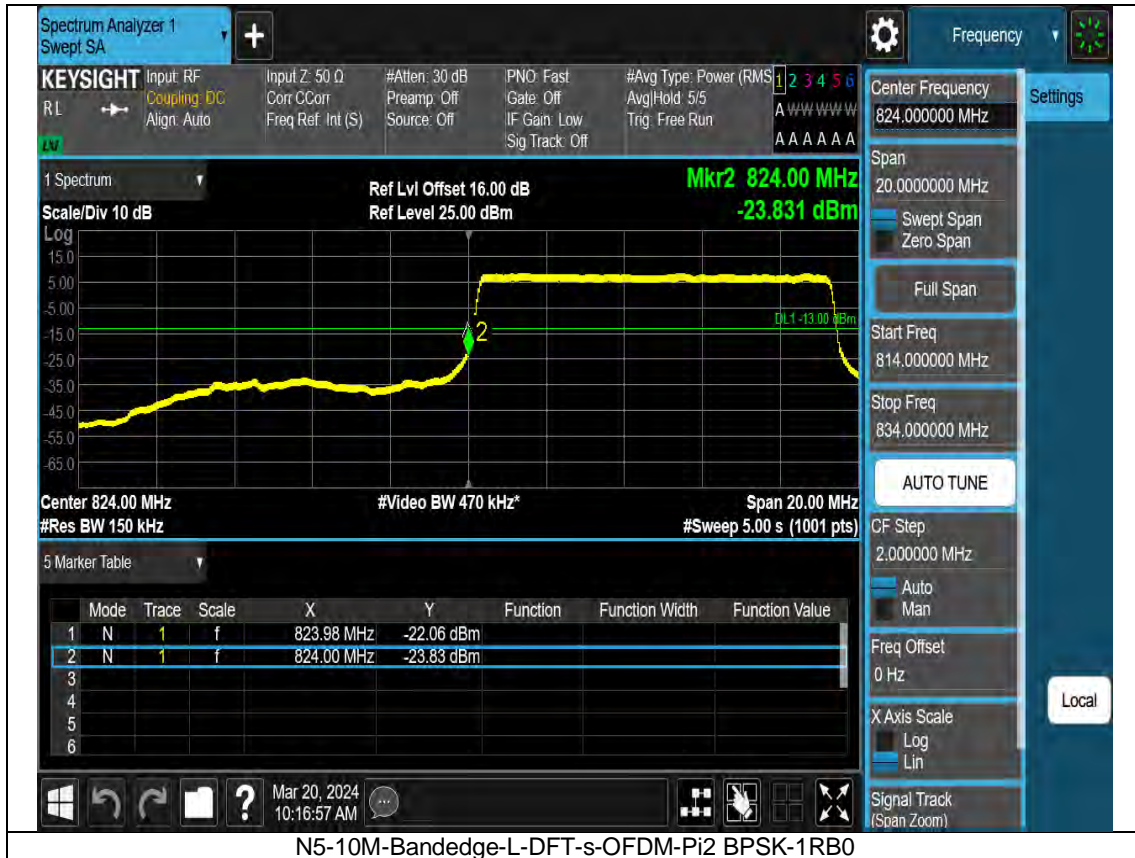 Spectrum Analyzer 1
Swept SA
+
Frequency
KEYSIGHT
RL
LXI
Input: RF
Coupling: DC
Align: Auto
Input Z: 50 Ω
Corr CCorr
Freq Ref: Int (S)
#Atten: 30 dB
Preamp: Off
Source: Off
PNO: Fast
Gate: Off
IF Gain: Low
Sig Track: Off
#Avg Type: Power (RMS
Avg|Hold: 5/5
Trig: Free Run
1 2 3 4 5 6
A W W W W W
A A A A A A
1 Spectrum
Scale/Div 10 dB
Ref Lvl Offset 16.00 dB
Ref Level 25.00 dBm
Mkr2 824.00 MHz
-23.831 dBm
Log
15.0
5.00
-5.00
-15.0
-25.0
-35.0
-45.0
-55.0
-65.0
2
DL1 -13.00 dBm
Center 824.00 MHz
#Res BW 150 kHz
#Video BW 470 kHz*
Span 20.00 MHz
#Sweep 5.00 s (1001 pts)
5 Marker Table
Mode Trace Scale X Y Function Function Width Function Value
1 N 1 f 823.98 MHz -22.06 dBm
2 N 1 f 824.00 MHz -23.83 dBm
3
4
5
6
Mar 20, 2024
10:16:57 AM
?
Center Frequency
824.000000 MHz
Span
20.0000000 MHz
Swept Span
Zero Span
Full Span
Start Freq
814.000000 MHz
Stop Freq
834.000000 MHz
AUTO TUNE
CF Step
2.000000 MHz
Auto
Man
Freq Offset
0 Hz
X Axis Scale
Log
Lin
Signal Track
(Span Zoom)
Settings
Local
N5-10M-Bandedge-L-DFT-s-OFDM-Pi2 BPSK-1RB0